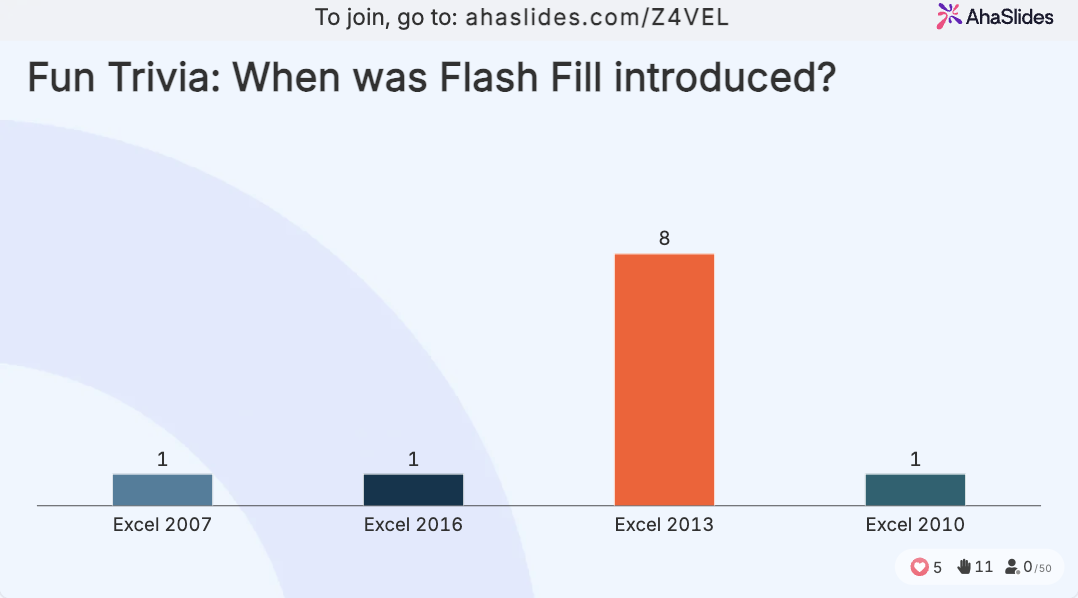 To join, go to: ahaslides.com/Z4VEL
AhaSlides
Fun Trivia: When was Flash Fill introduced?
8
1
1
1
Excel 2007
Excel 2016
Excel 2013
Excel 2010
5
11
0/50